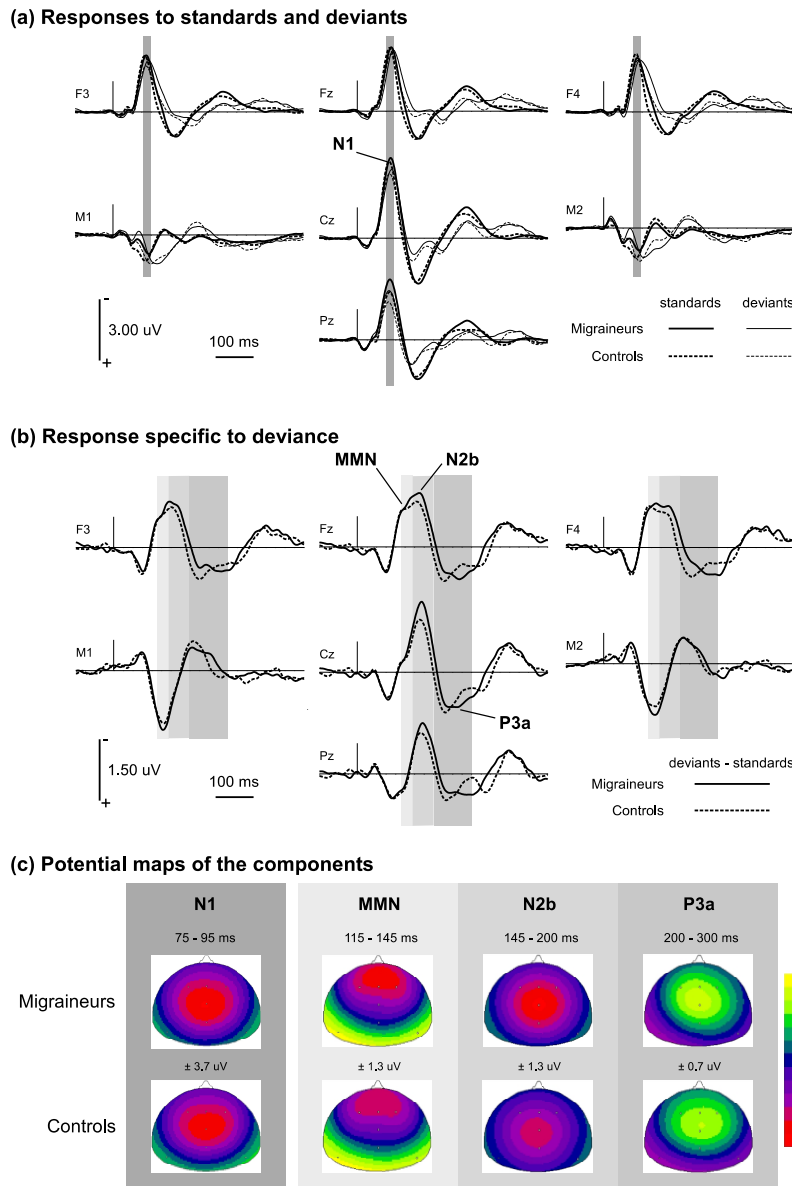 (a) Responses to standards and deviants
F3
Fz
F4
N1
M1
Cz
M2
Pz
-
3.00 uV
+
100 ms
standards deviants
Migraineurs
Controls
(b) Response specific to deviance
MMN N2b
F3
Fz
F4
M1
Cz
M2
P3a
-
1.50 uV
+
100 ms
Pz
deviants - standards
Migraineurs
Controls
(c) Potential maps of the components
N1 MMN N2b P3a
75 - 95 ms 115 - 145 ms 145 - 200 ms 200 - 300 ms
Migraineurs
± 3.7 uV ± 1.3 uV ± 1.3 uV ± 0.7 uV
Controls